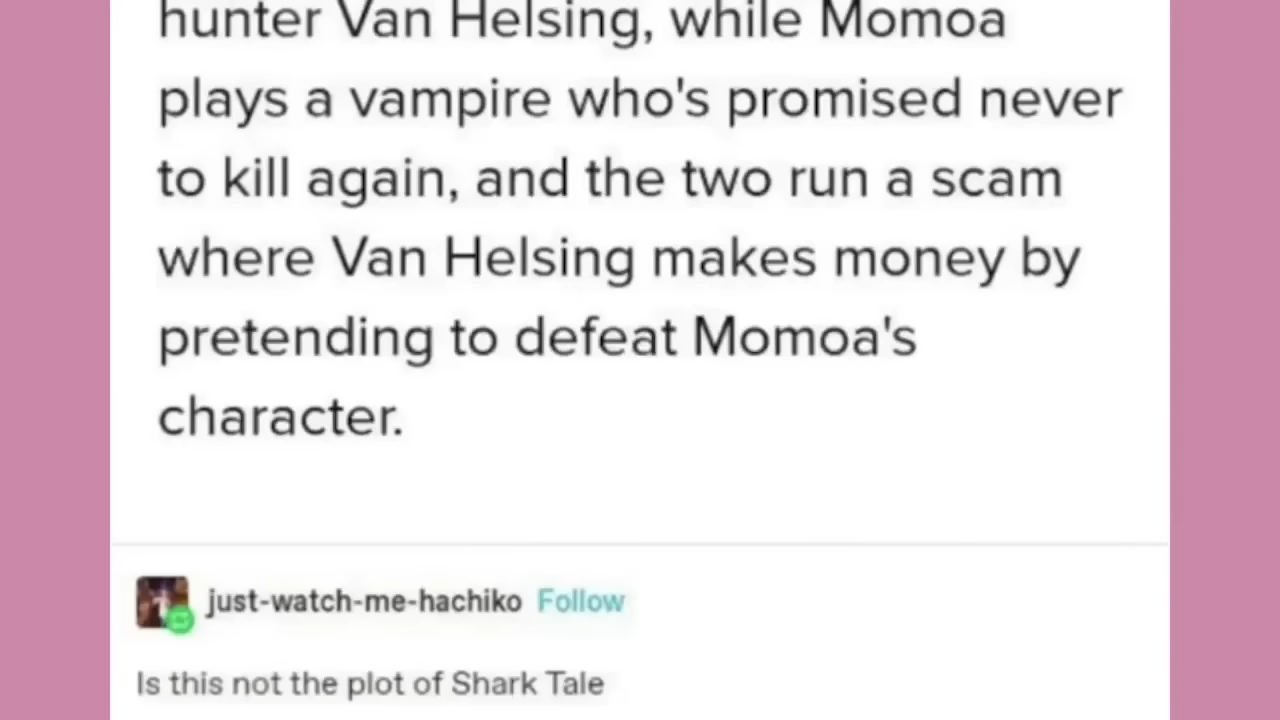 hunter Van Helsing, while Momoa
plays a vampire who's promised never
to kill again, and the two run a scam
where Van Helsing makes money by
pretending to defeat Momoa's
character.
just-watch-me-hachiko Follow
Is this not the plot of Shark Tale